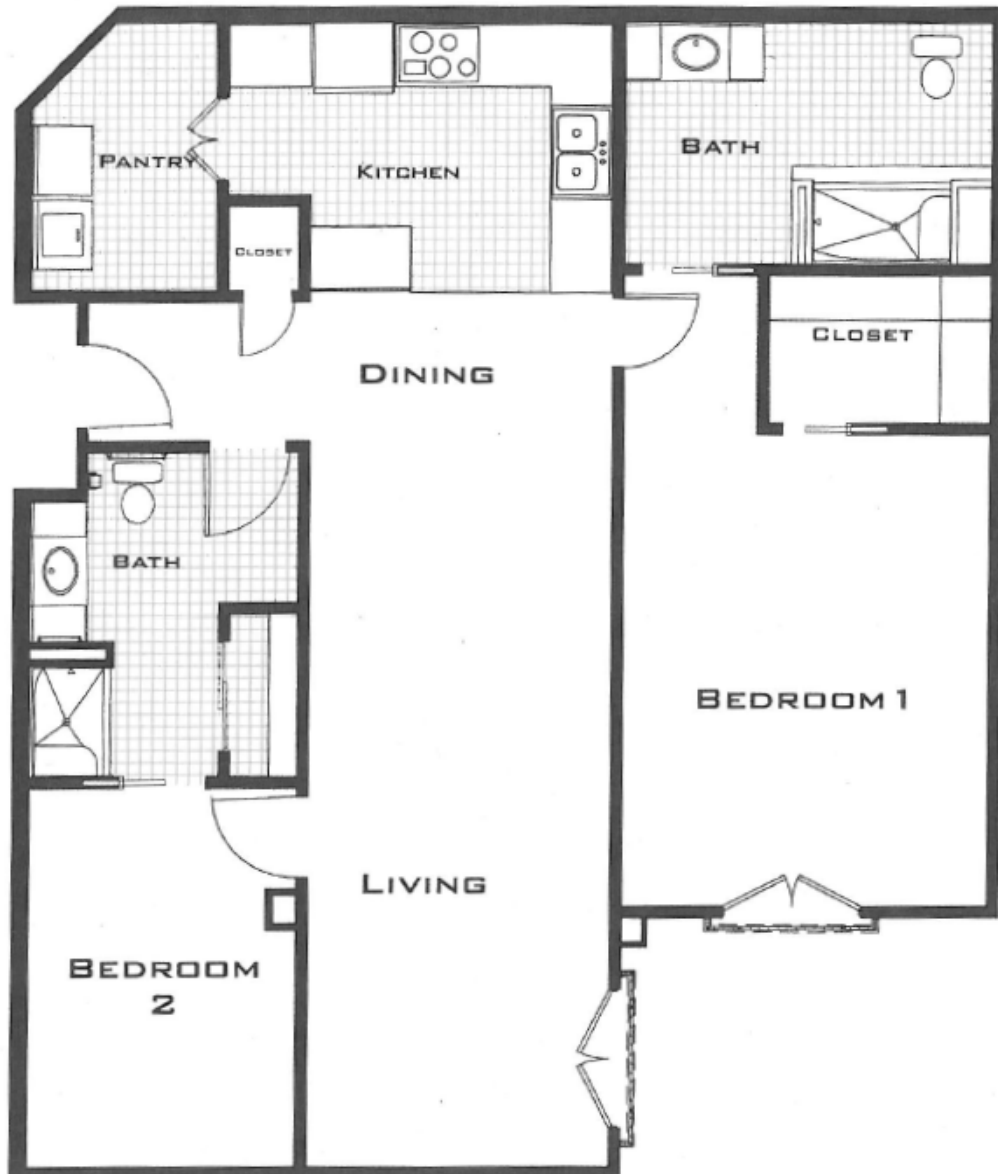 PANTRY
KITCHEN
BATH
CLOSET
CLOSET
DINING
BATH
BEDROOM 1
LIVING
BEDROOM
2